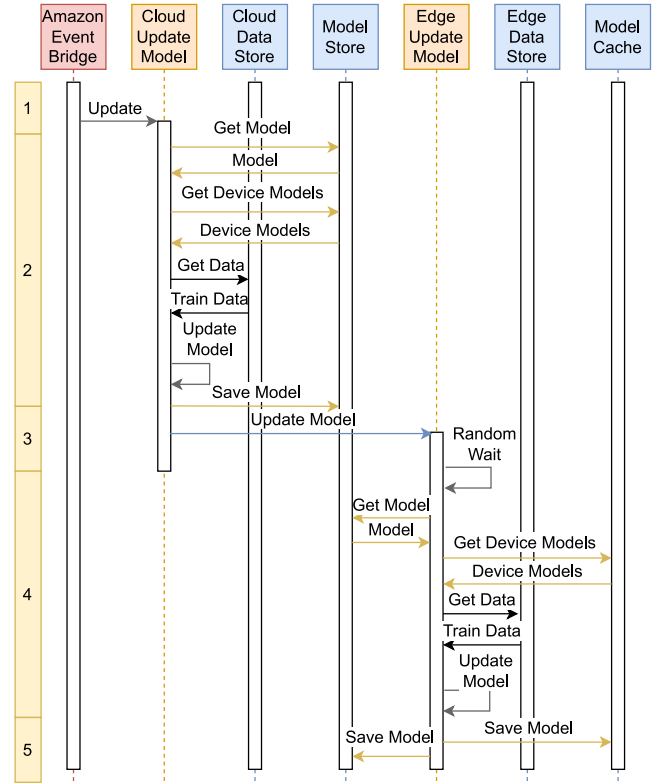 Amazon
Event
Bridge
Cloud
Update
Model
Cloud
Data
Store
Model
Store
Edge
Update
Model
Edge
Data
Store
Model
Cache
1
Update
Get Model
Model
Get Device Models
Device Models
2
Get Data
Train Data
Update
Model
Save Model
3
Update Model
Random
Wait
Get Model
Model
Get Device Models
Device Models
4
Get Data
Train Data
Update
Model
5
Save Model
Save Model